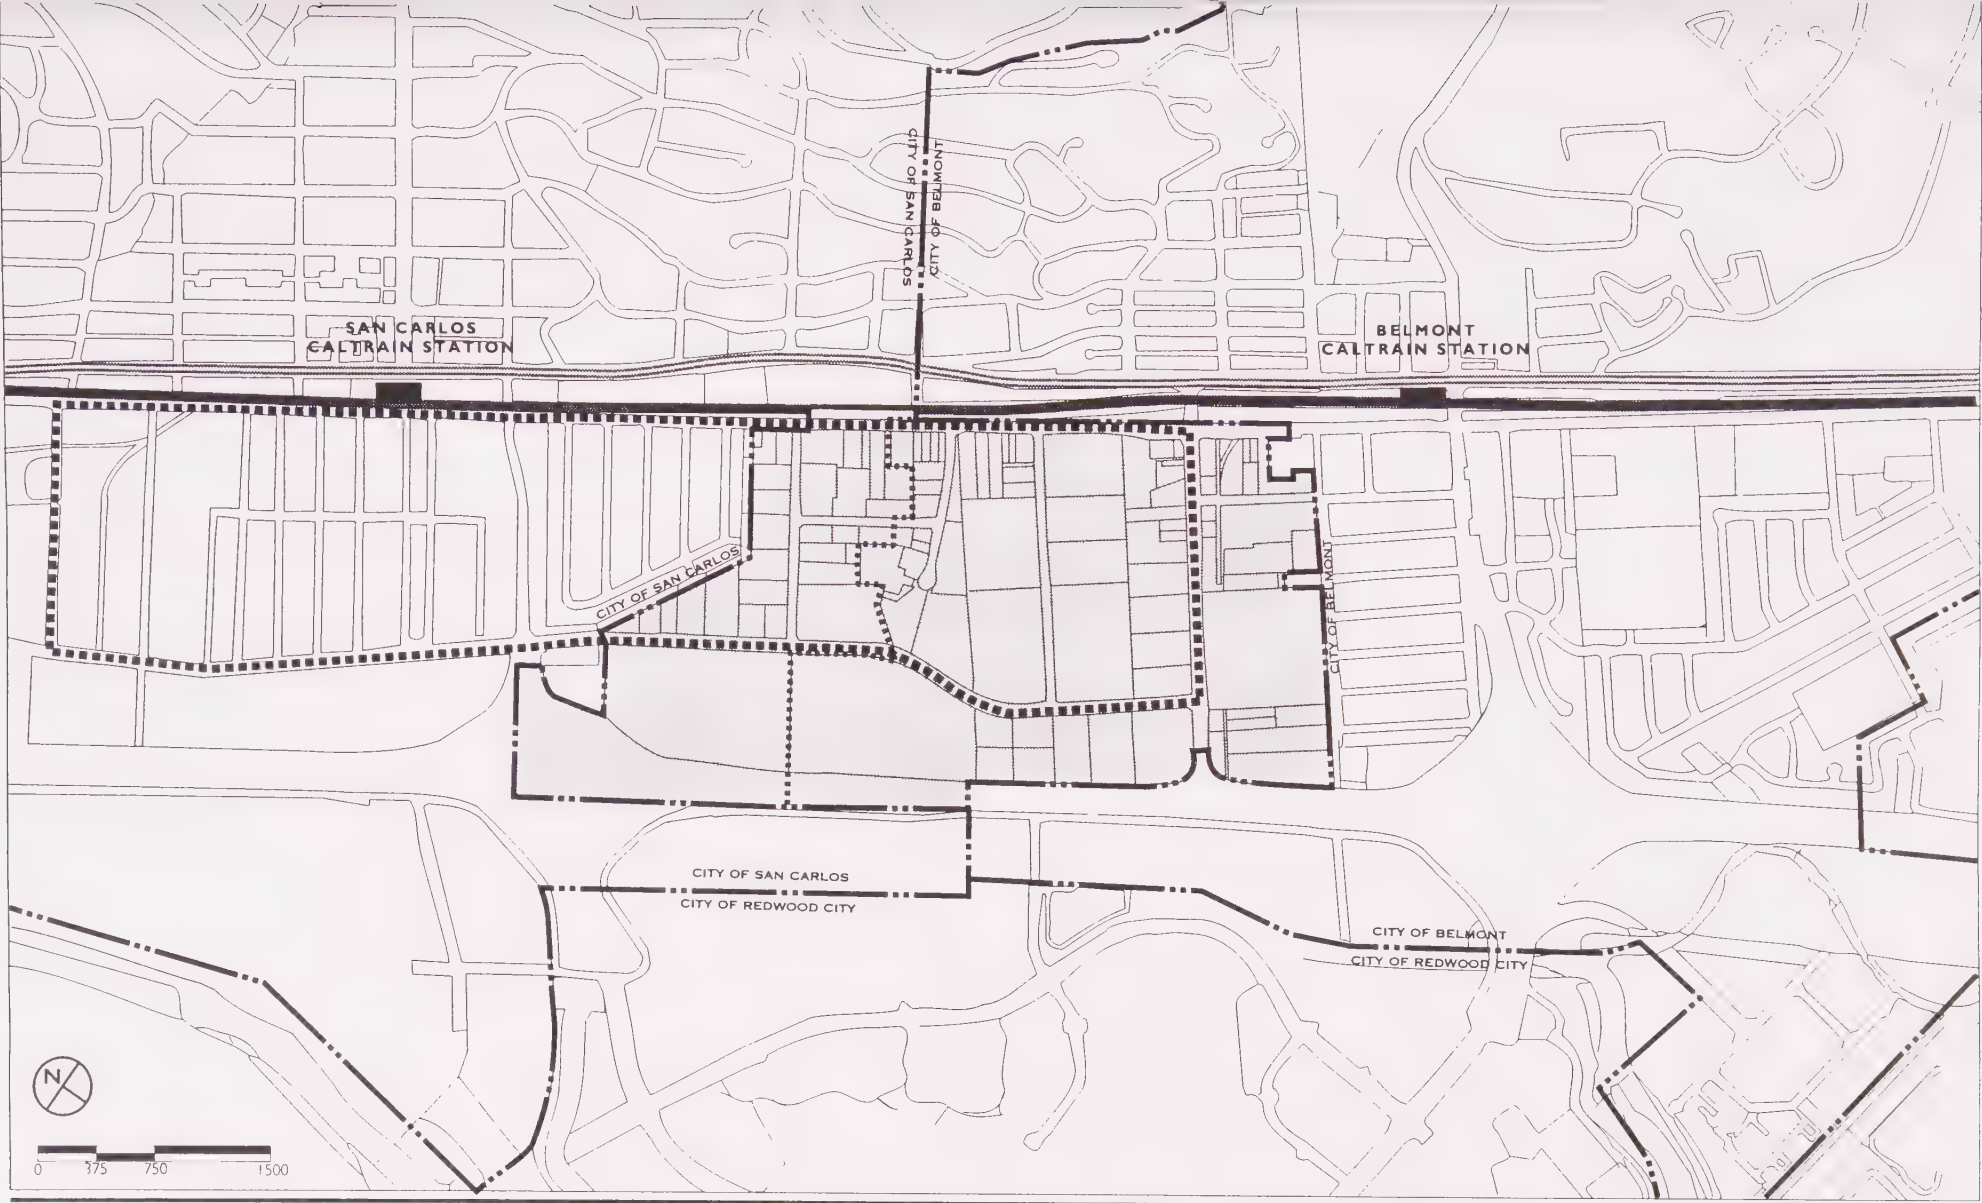 CITY OF SAN CARLOS
CITY OF BELMONT
SAN CARLOS
CALTRAIN STATION
BELMONT
CALTRAIN STATION
CITY OF SAN CARLOS
CITY OF BELMONT
CITY OF SAN CARLOS
CITY OF REDWOOD CITY
CITY OF BELMONT
CITY OF REDWOOD CITY
N
0 375 750 1500